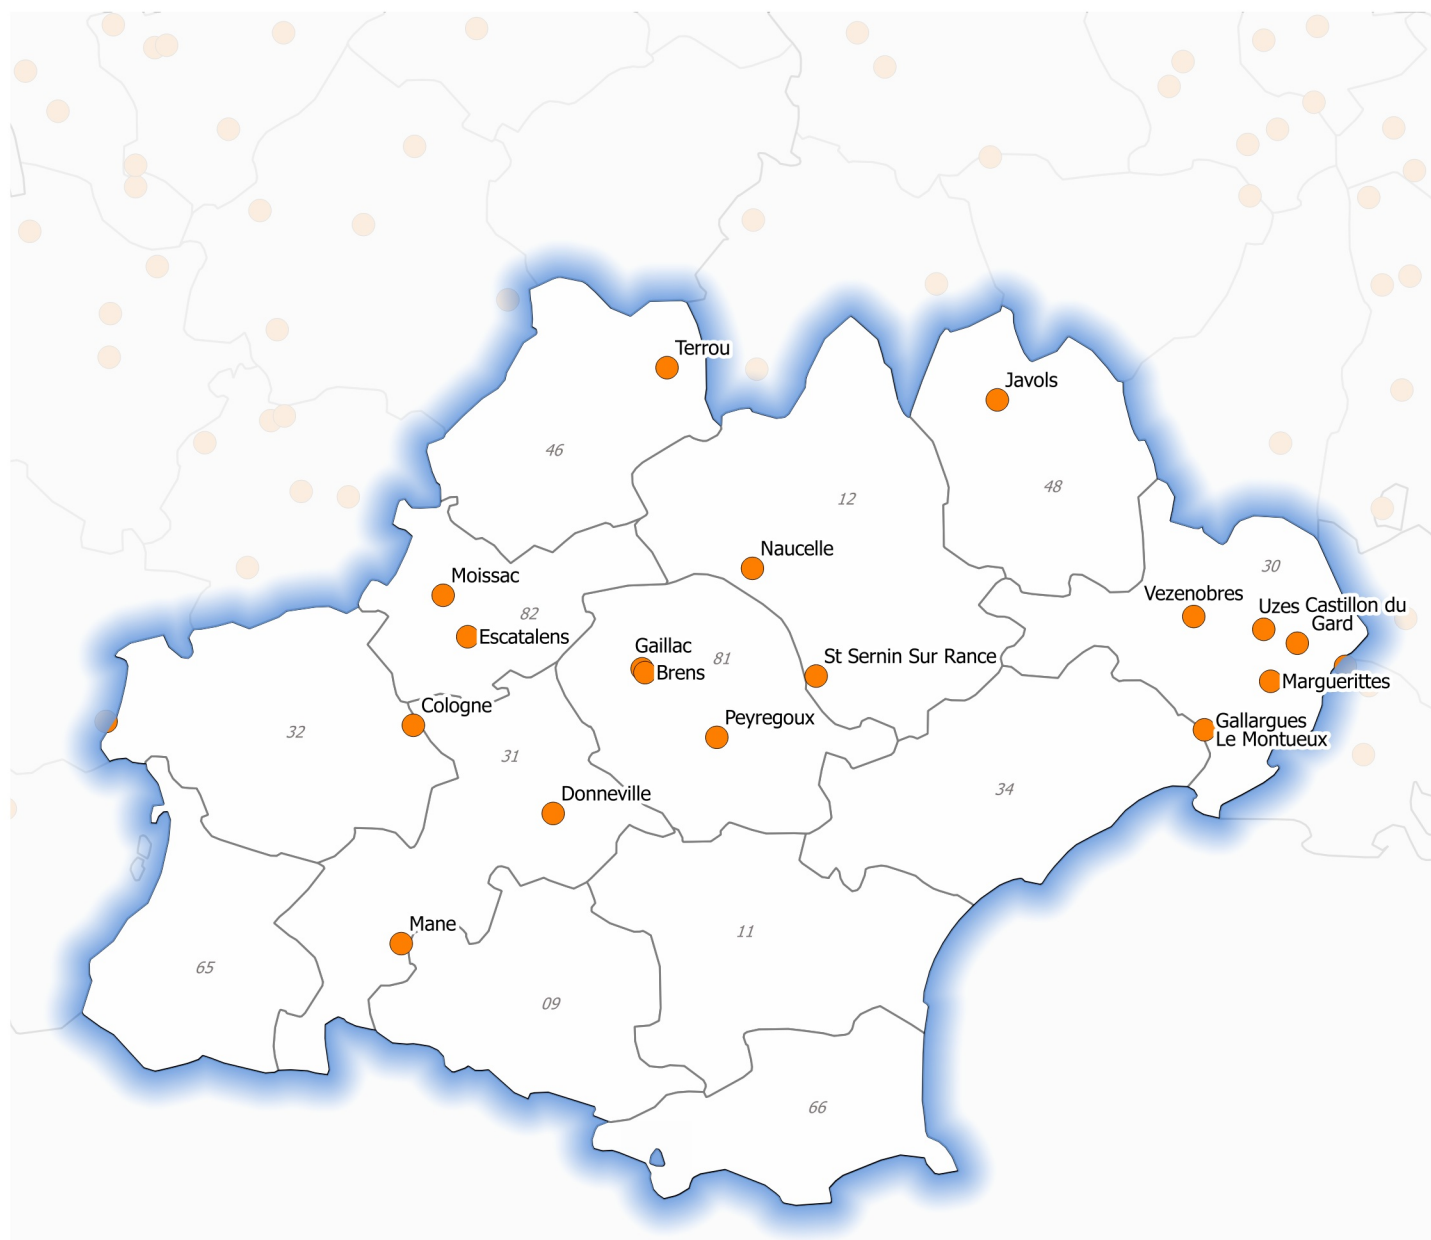 Terrou
Javols
46
12
48
Naucelle
30
Moissac
Vezenobres
82
Uzes
Castillon du
Gard
Escatalens
Gaillac
Brens
81
St Sernin Sur Rance
Marguerittes
Cologne
Peyregoux
Gallargues
Le Montueux
32
31
34
Donneville
Mane
11
65
09
66